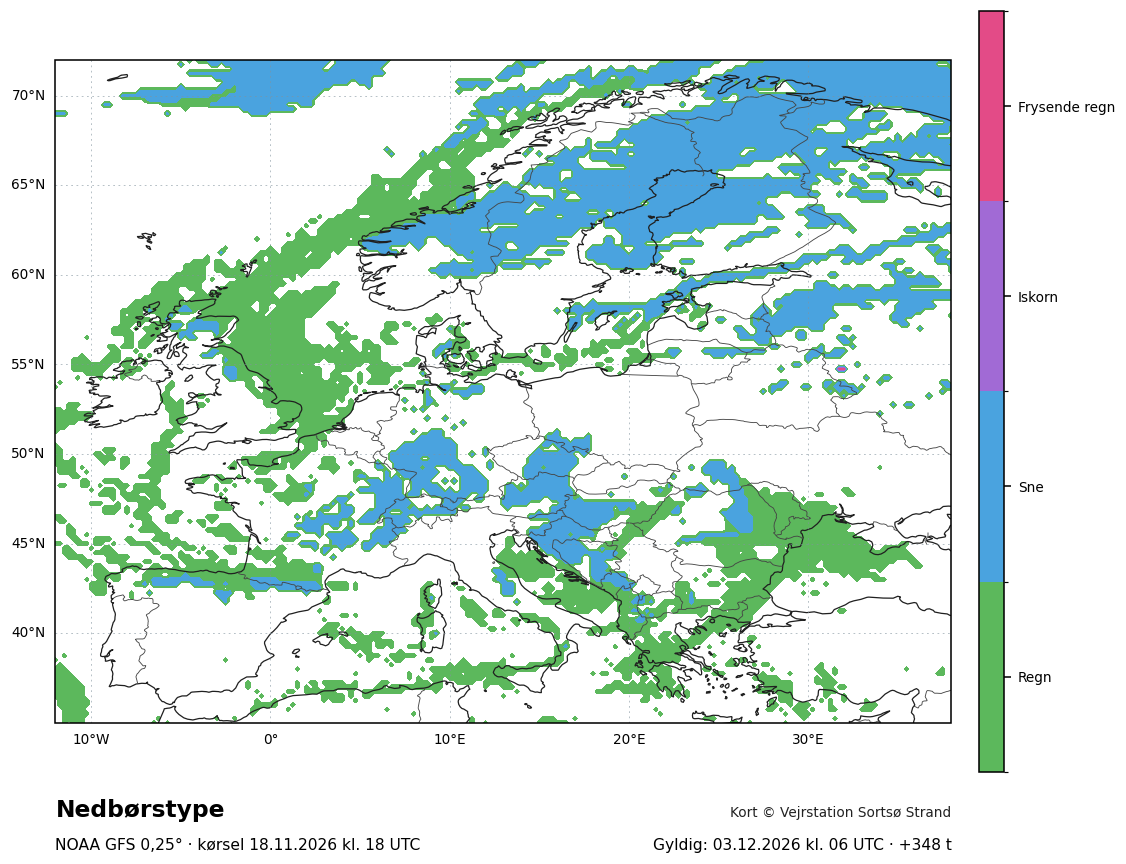 70°N
65°N
60°N
55°N
50°N
45°N
40°N
10°W
0°
10°E
20°E
30°E
Frysende regn
Iskorn
Sne
Regn
Nedbørstype
Kort © Vejrstation Sortsø Strand
NOAA GFS 0,25° · kørsel 18.11.2026 kl. 18 UTC
Gyldig: 03.12.2026 kl. 06 UTC · +348 t